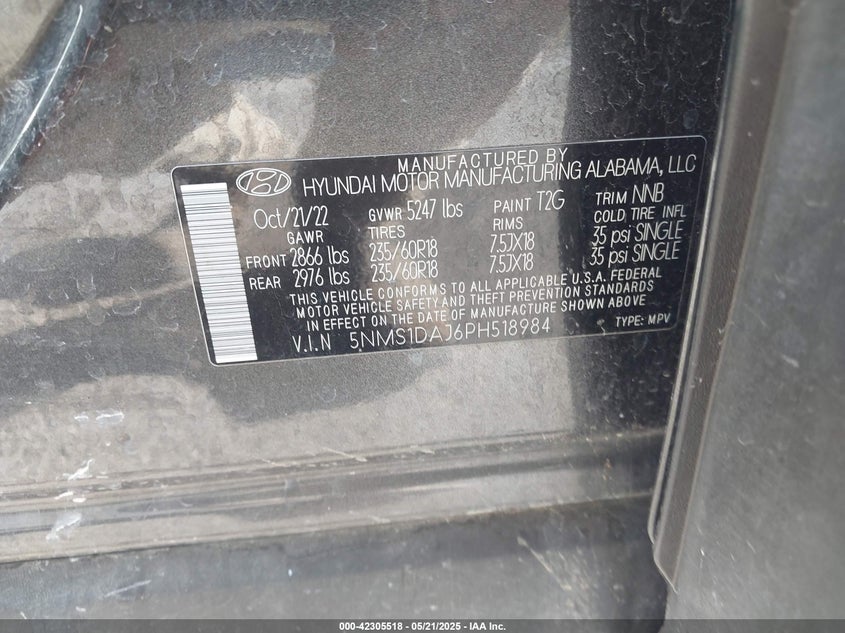 MANUFACTURED BY
HYUNDAI MOTOR MANUFACTURING ALABAMA, LLC
Oct/21/22 GVWR 5247 lbs PAINT T2G TRIM NNB
GAWR TIRES RIMS COLD TIRE INFL
FRONT 2866 lbs 235/60R18 7.5JX18 35 psi SINGLE
REAR 2976 lbs 235/60R18 7.5JX18 35 psi SINGLE
THIS VEHICLE CONFORMS TO ALL APPLICABLE U.S.A. FEDERAL
MOTOR VEHICLE SAFETY AND THEFT PREVENTION STANDARDS
IN EFFECT ON THE DATE OF MANUFACTURE SHOWN ABOVE
V.I.N 5NMS1DAJ6PH518984 TYPE: MPV
000-42305518 - 05/21/2025 - IAA Inc.